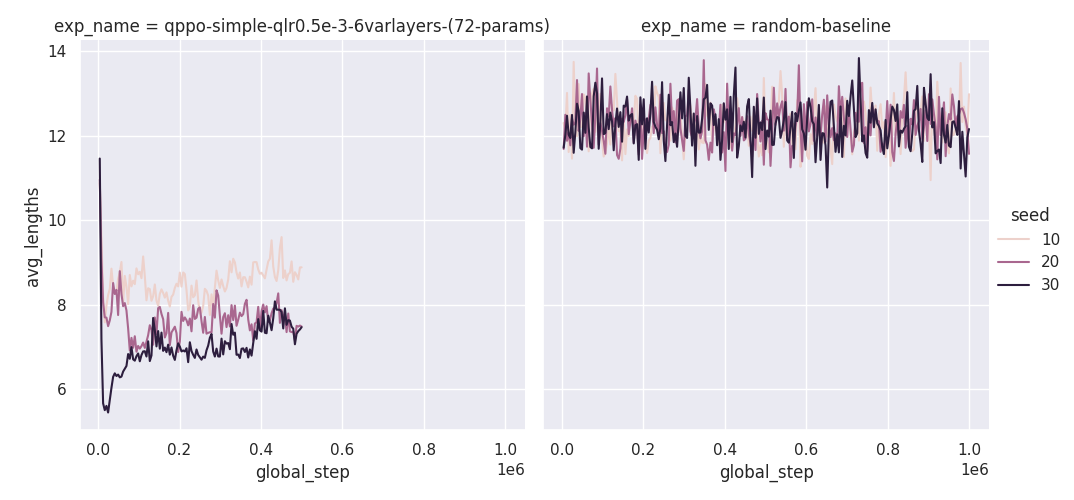 exp_name = qppo-simple-qlr0.5e-3-6varlayers-(72-params)
exp_name = random-baseline
14
12
10
8
6
avg_lengths
0.0 0.2 0.4 0.6 0.8 1.0
1e6
global_step
0.0 0.2 0.4 0.6 0.8 1.0
1e6
global_step
seed
10
20
30